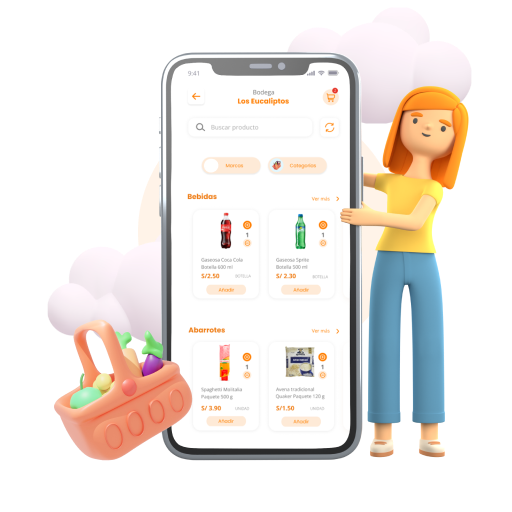 9:41
Bodega
Los Eucaliptos
Buscar producto
Marcas
Categorías
Bebidas
Ver más
1
1
Gaseosa Coca Cola
Botella 600 ml
Gaseosa Sprite
Botella 500 ml
S/2.50 BOTELLA
S/ 2.30 BOTELLA
Añadir
Añadir
Abarrotes
Ver más
1
1
Spaghetti Molitalia
Paquete 500 g
Avena tradicional
Quaker Paquete 120 g
S/ 3.90 UNIDAD
S/1.50 UNIDAD
Añadir
Añadir